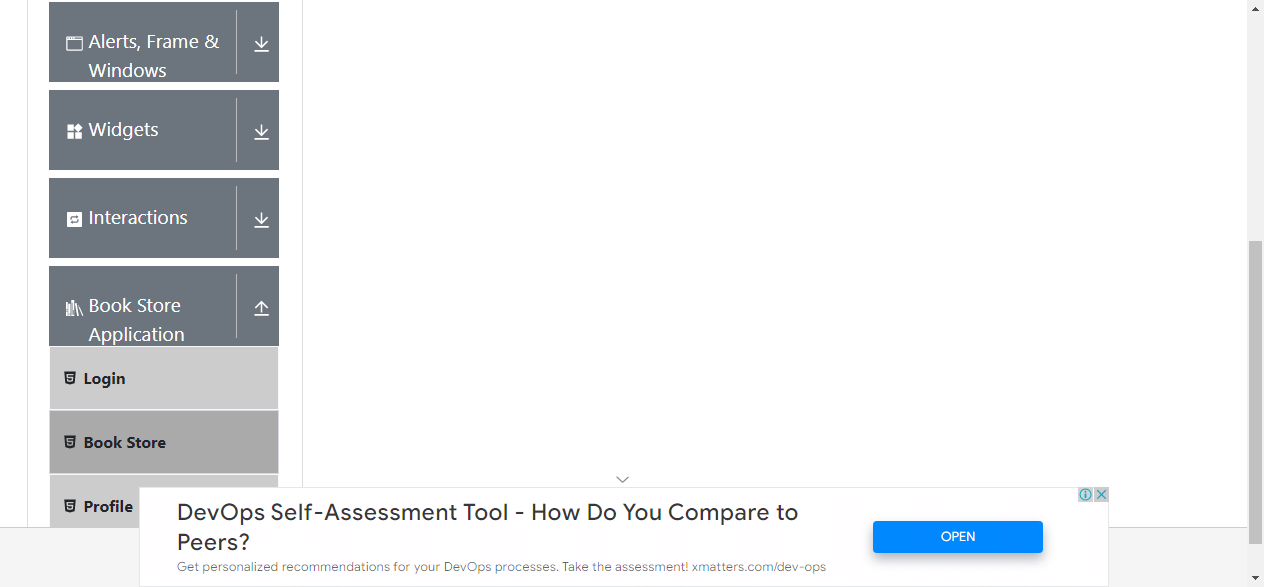 Alerts, Frame &
Windows
Widgets
Interactions
Book Store
Application
Login
Book Store
Profile
DevOps Self-Assessment Tool - How Do You Compare to
Peers?
Get personalized recommendations for your DevOps processes. Take the assessment! xmatters.com/dev-ops
OPEN